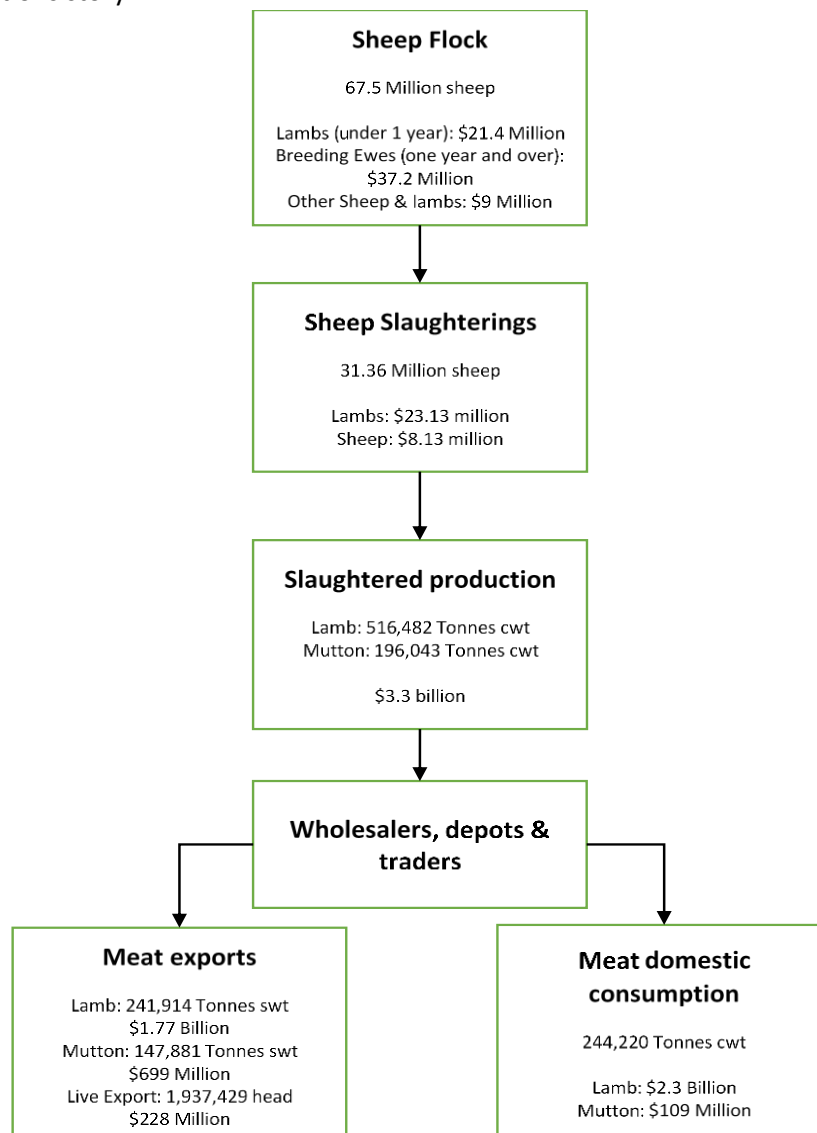 Sheep Flock
67.5 Million sheep
Lambs (under 1 year): $21.4 Million
Breeding Ewes (one year and over):
$37.2 Million
Other Sheep & lambs: $9 Million
Sheep Slaughterings
31.36 Million sheep
Lambs: $23.13 million
Sheep: $8.13 million
Slaughtered production
Lamb: 516,482 Tonnes cwt
Mutton: 196,043 Tonnes cwt
$3.3 billion
Wholesalers, depots &
traders
Meat exports
Lamb: 241,914 Tonnes swt
$1.77 Billion
Mutton: 147,881 Tonnes swt
$699 Million
Live Export: 1,937,429 head
$228 Million
Meat domestic
consumption
244,220 Tonnes cwt
Lamb: $2.3 Billion
Mutton: $109 Million